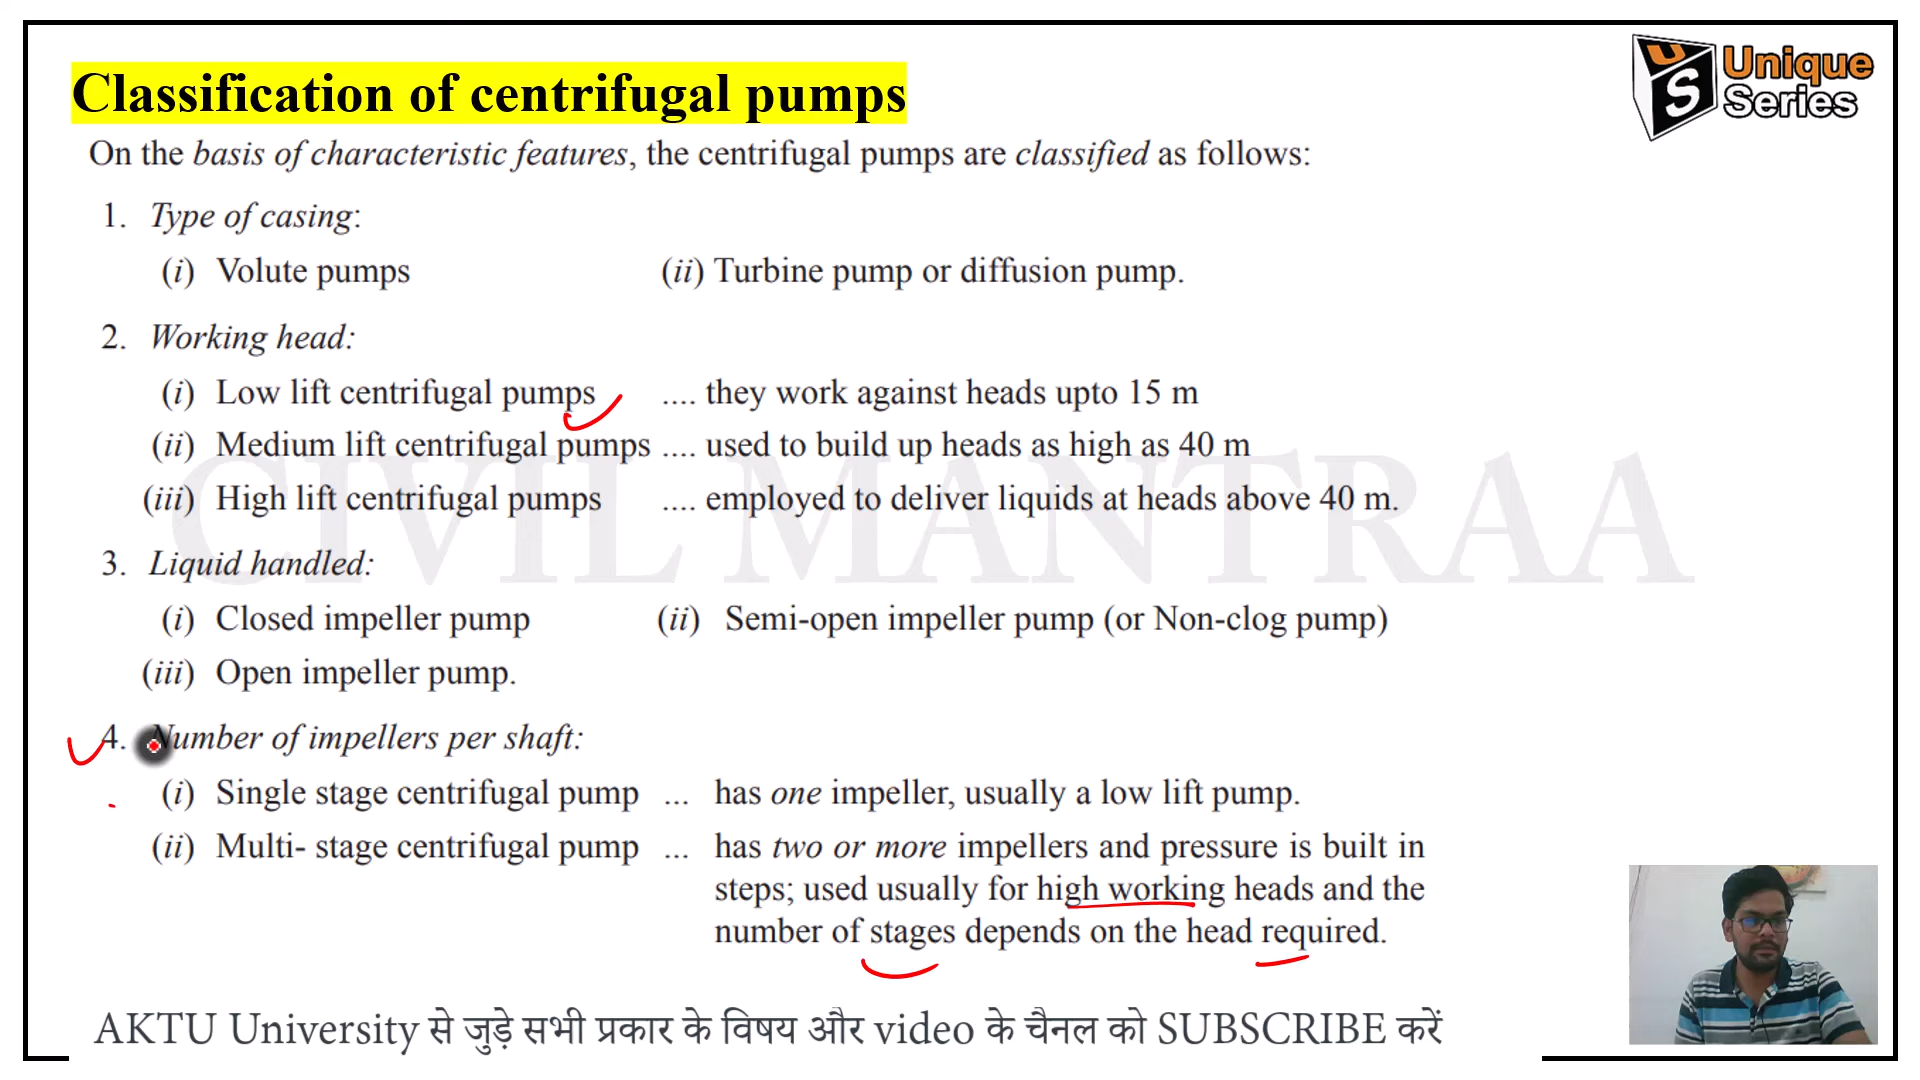 Classification of centrifugal pumps
US Unique
Series
On the basis of characteristic features, the centrifugal pumps are classified as follows:
1. Type of casing:
(i) Volute pumps (ii) Turbine pump or diffusion pump.
2. Working head:
(i) Low lift centrifugal pumps .... they work against heads upto 15 m
(ii) Medium lift centrifugal pumps .... used to build up heads as high as 40 m
(iii) High lift centrifugal pumps .... employed to deliver liquids at heads above 40 m.
CIVIL MANTRAA
3. Liquid handled:
(i) Closed impeller pump (ii) Semi-open impeller pump (or Non-clog pump)
(iii) Open impeller pump.
4. Number of impellers per shaft:
(i) Single stage centrifugal pump ... has one impeller, usually a low lift pump.
(ii) Multi- stage centrifugal pump ... has two or more impellers and pressure is built in
steps; used usually for high working heads and the
number of stages depends on the head required.
AKTU University से जुड़े सभी प्रकार के विषय और video के चैनल को SUBSCRIBE करें